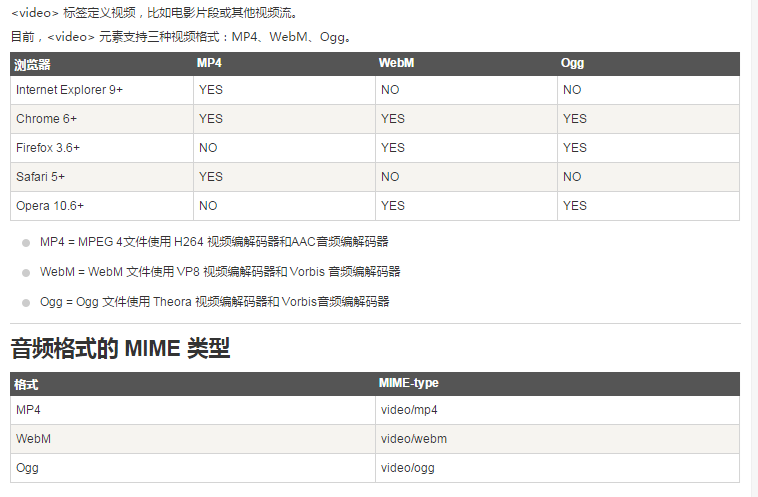 <video> 标签定义视频，比如电影片段或其他视频流。
目前，<video> 元素支持三种视频格式：MP4、WebM、Ogg。
浏览器 MP4 WebM Ogg
Internet Explorer 9+ YES NO NO
Chrome 6+ YES YES YES
Firefox 3.6+ NO YES YES
Safari 5+ YES NO NO
Opera 10.6+ NO YES YES
MP4 = MPEG 4文件使用 H264 视频编解码器和AAC音频编解码器
WebM = WebM 文件使用 VP8 视频编解码器和 Vorbis 音频编解码器
Ogg = Ogg 文件使用 Theora 视频编解码器和 Vorbis音频编解码器
音频格式的 MIME 类型
格式 MIME-type
MP4 video/mp4
WebM video/webm
Ogg video/ogg